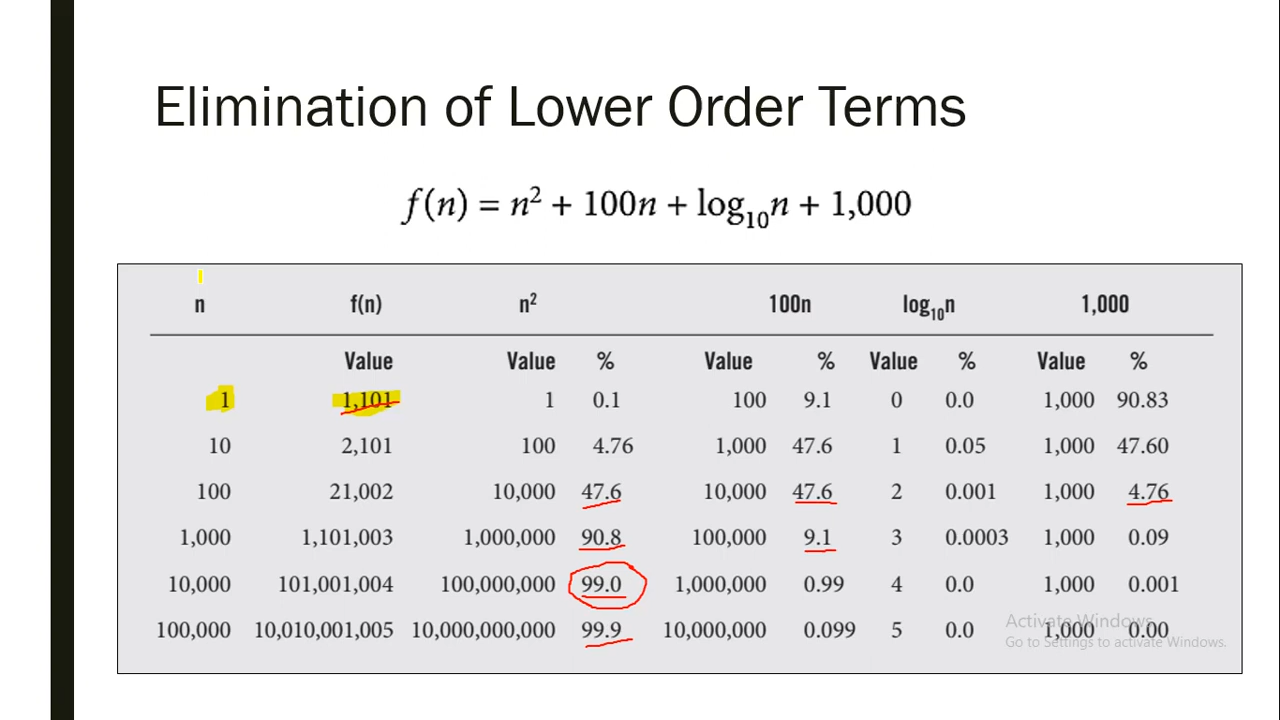 Elimination of Lower Order Terms
f(n) = n² + 100n + log₁₀n + 1,000
n f(n) n² 100n log₁₀n 1,000
Value Value % Value % Value % Value %
1 1,101 1 0.1 100 9.1 0 0.0 1,000 90.83
10 2,101 100 4.76 1,000 47.6 1 0.05 1,000 47.60
100 21,002 10,000 47.6 10,000 47.6 2 0.001 1,000 4.76
1,000 1,101,003 1,000,000 90.8 100,000 9.1 3 0.0003 1,000 0.09
10,000 101,001,004 100,000,000 99.0 1,000,000 0.99 4 0.0 1,000 0.001
100,000 10,010,001,005 10,000,000,000 99.9 10,000,000 0.099 5 0.0 1,000 0.00
Activate Windows
Go to Settings to activate Windows.